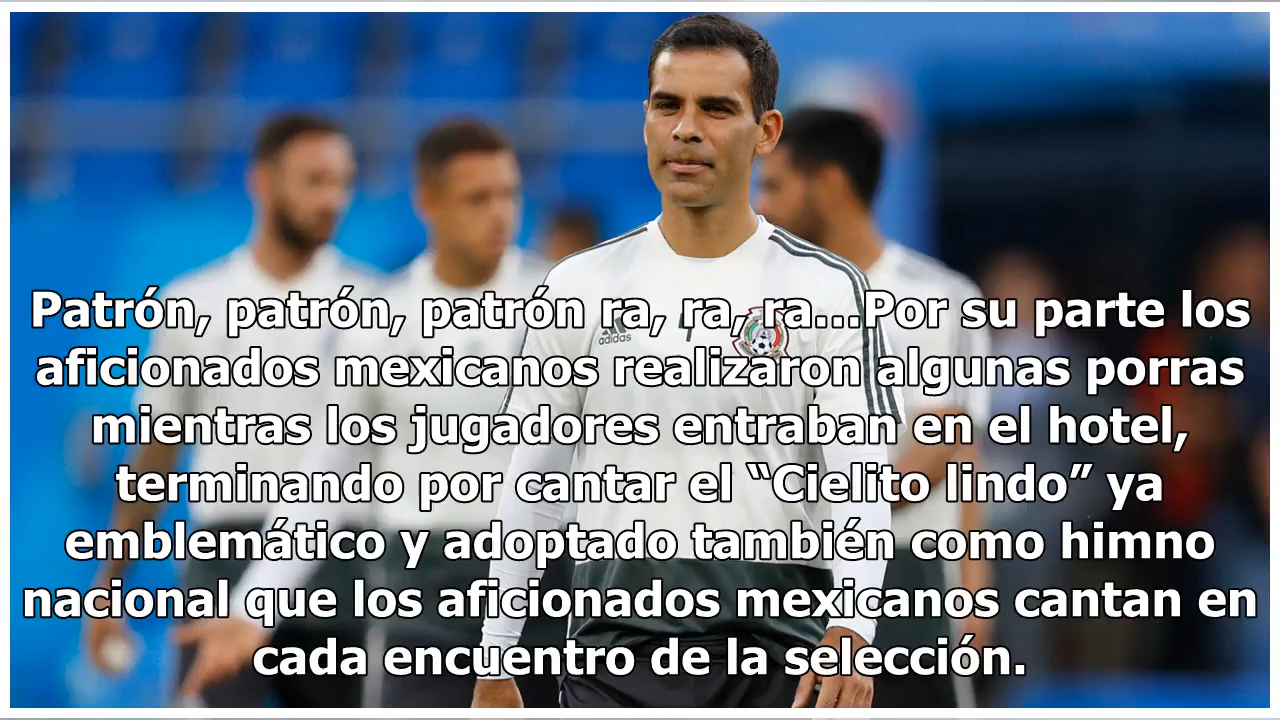 Patrón, patrón, patrón ra, ra, ra...Por su parte los
aficionados mexicanos realizaron algunas porras
mientras los jugadores entraban en el hotel,
terminando por cantar el “Cielito lindo” ya
emblemático y adoptado también como himno
nacional que los aficionados mexicanos cantan en
cada encuentro de la selección.
adidas
4